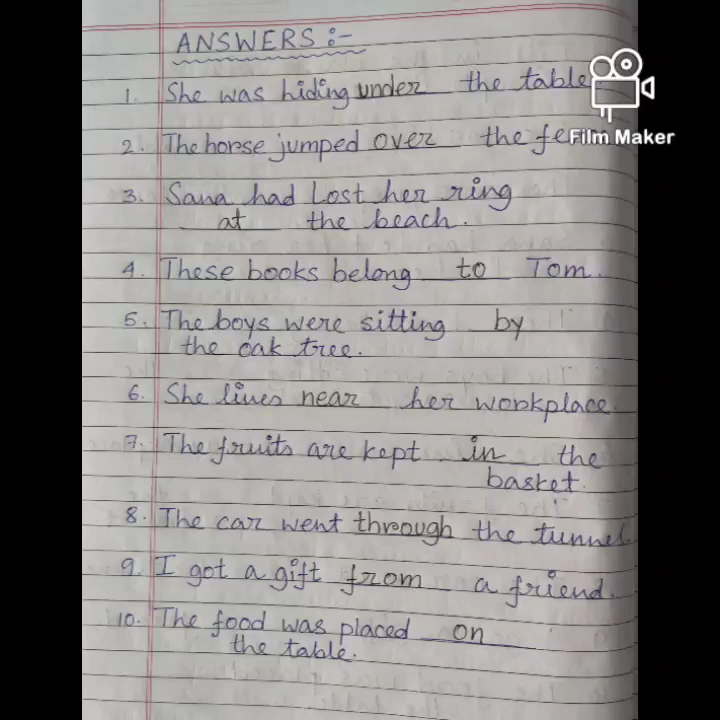 ANSWERS :-
1. She was hiding under the table
Film Maker
2. The horse jumped over the
3. Sana had Lost her ring
at the beach.
4. These books belong to Tom.
5. The boys were sitting by
the oak tree.
6. She lives near her workplace.
7. The fruits are kept in the
basket.
8. The car went through the tunnel.
9. I got a gift from a friend.
10. The food was placed on
the table.